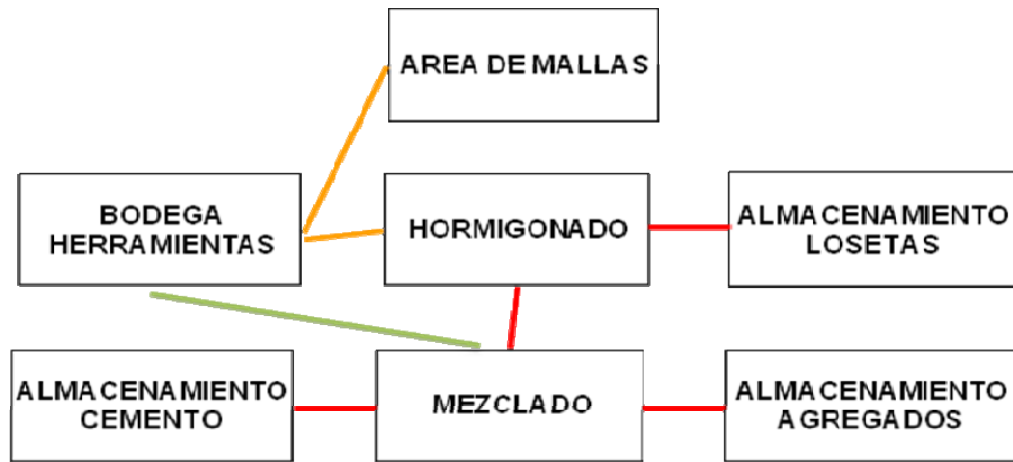 AREA DE MALLAS
BODEGA
HERRAMIENTAS
HORMIGONADO
ALMACENAMIENTO
LOSETAS
ALMACENAMIENTO
CEMENTO
MEZCLADO
ALMACENAMIENTO
AGREGADOS